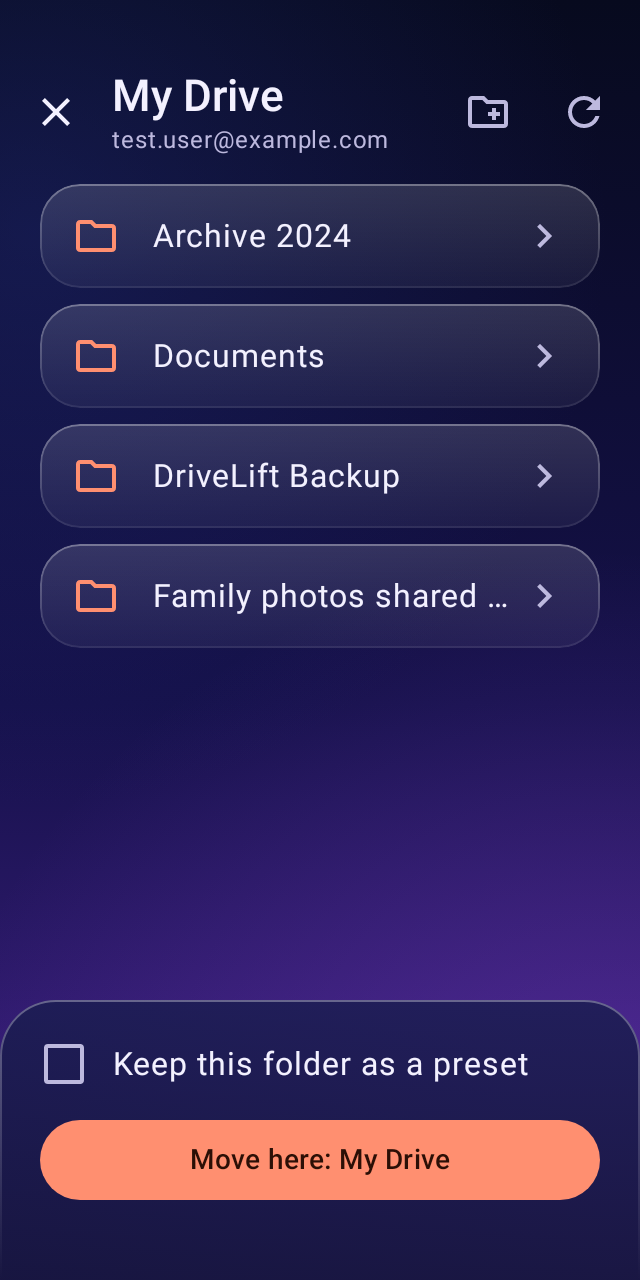 My Drive
test.user@example.com
Archive 2024
Documents
DriveLift Backup
Family photos shared …
Keep this folder as a preset
Move here: My Drive